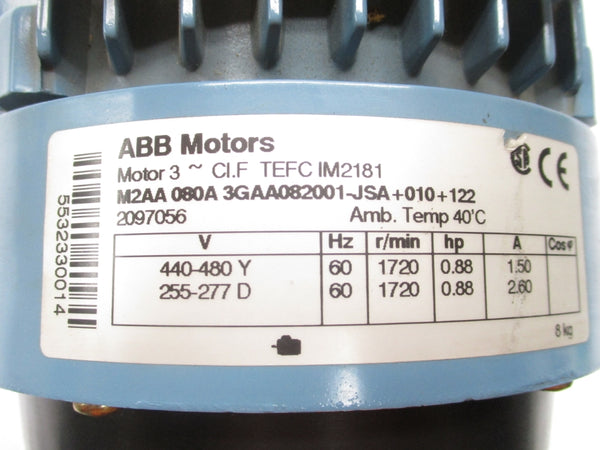 ABB Motors
Motor 3 ~ Cl.F TEFC IM2181
M2AA 080A 3GAA082001-JSA+010+122
2097056 Amb. Temp 40°C
V Hz r/min hp A Cosφ
440-480 Y 60 1720 0.88 1.50
255-277 D 60 1720 0.88 2.60
8 kg
5532330014
CE